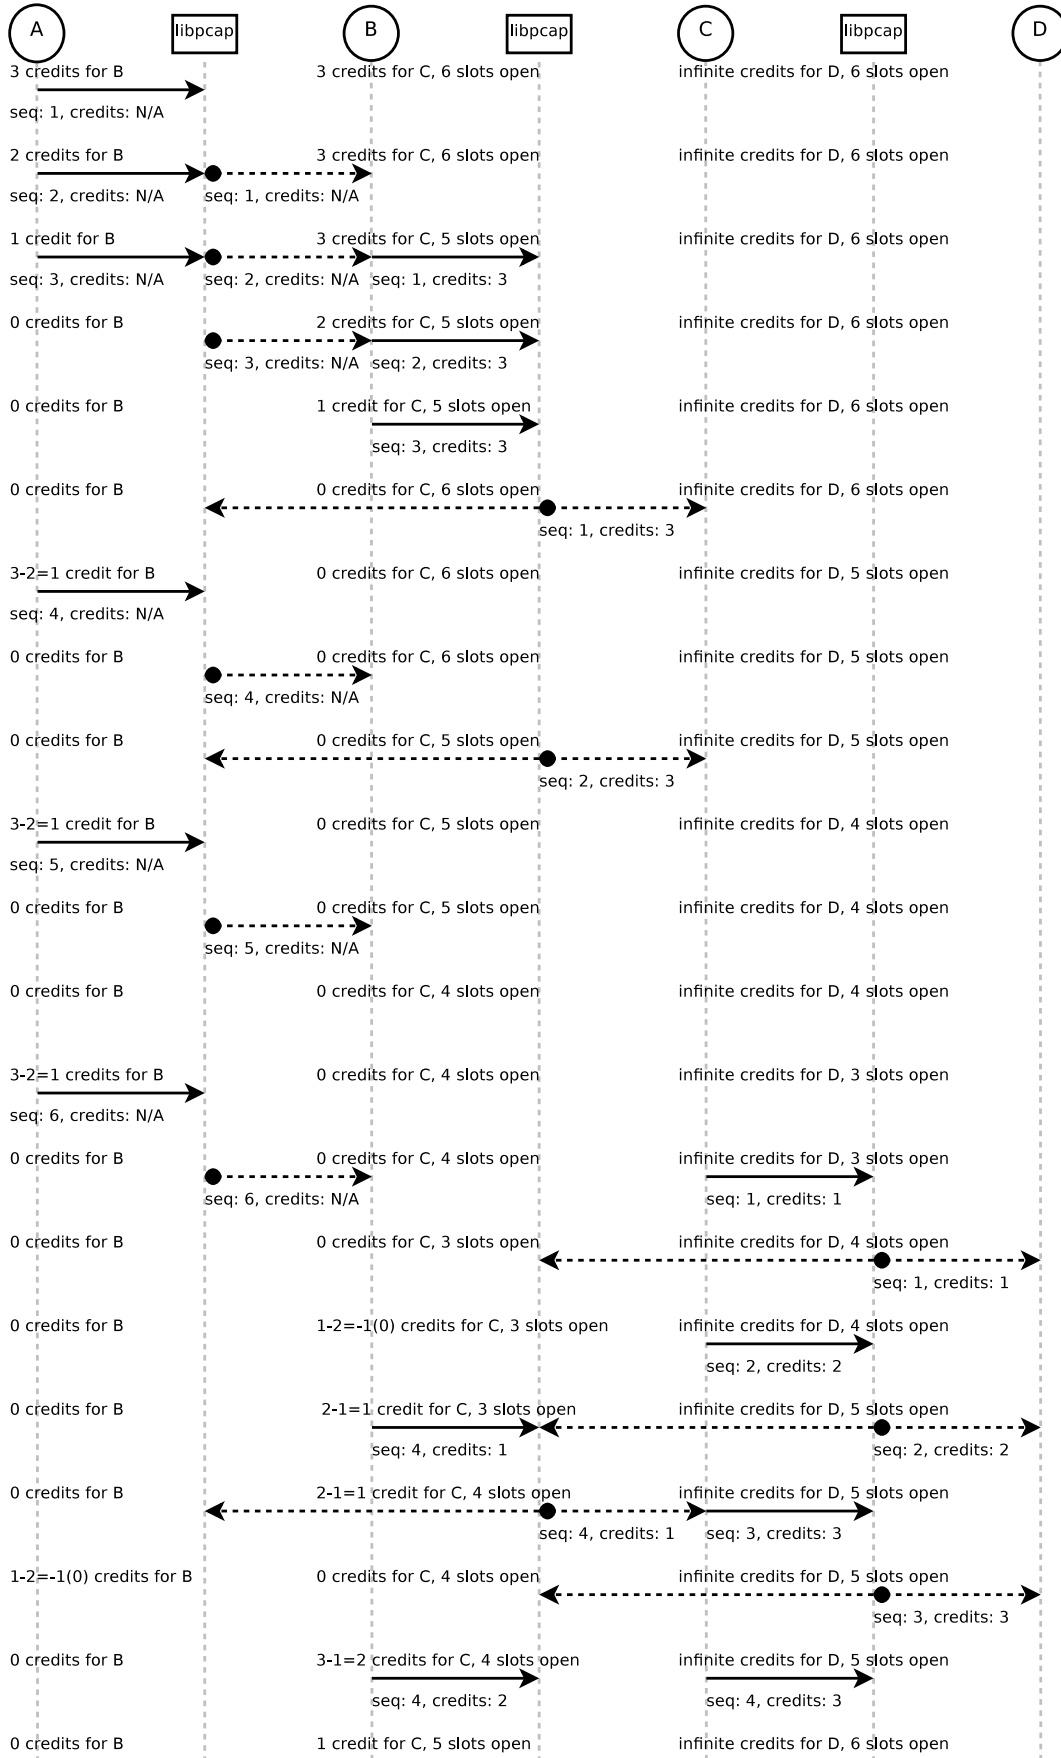 A libpcap B libpcap C libpcap D
3 credits for B 3 credits for C, 6 slots open infinite credits for D, 6 slots open
seq: 1, credits: N/A
2 credits for B 3 credits for C, 6 slots open infinite credits for D, 6 slots open
seq: 2, credits: N/A seq: 1, credits: N/A
1 credit for B 3 credits for C, 5 slots open infinite credits for D, 6 slots open
seq: 3, credits: N/A seq: 2, credits: N/A seq: 1, credits: 3
0 credits for B 2 credits for C, 5 slots open infinite credits for D, 6 slots open
seq: 3, credits: N/A seq: 2, credits: 3
0 credits for B 1 credit for C, 5 slots open infinite credits for D, 6 slots open
seq: 3, credits: 3
0 credits for B 0 credits for C, 6 slots open infinite credits for D, 6 slots open
seq: 1, credits: 3
3-2=1 credit for B 0 credits for C, 6 slots open infinite credits for D, 5 slots open
seq: 4, credits: N/A
0 credits for B 0 credits for C, 6 slots open infinite credits for D, 5 slots open
seq: 4, credits: N/A
0 credits for B 0 credits for C, 5 slots open infinite credits for D, 5 slots open
seq: 2, credits: 3
3-2=1 credit for B 0 credits for C, 5 slots open infinite credits for D, 4 slots open
seq: 5, credits: N/A
0 credits for B 0 credits for C, 5 slots open infinite credits for D, 4 slots open
seq: 5, credits: N/A
0 credits for B 0 credits for C, 4 slots open infinite credits for D, 4 slots open
3-2=1 credits for B 0 credits for C, 4 slots open infinite credits for D, 3 slots open
seq: 6, credits: N/A
0 credits for B 0 credits for C, 4 slots open infinite credits for D, 3 slots open
seq: 6, credits: N/A seq: 1, credits: 1
0 credits for B 0 credits for C, 3 slots open infinite credits for D, 4 slots open
seq: 1, credits: 1
0 credits for B 1-2=-1(0) credits for C, 3 slots open infinite credits for D, 4 slots open
seq: 2, credits: 2
0 credits for B 2-1=1 credit for C, 3 slots open infinite credits for D, 5 slots open
seq: 4, credits: 1 seq: 2, credits: 2
0 credits for B 2-1=1 credit for C, 4 slots open infinite credits for D, 5 slots open
seq: 4, credits: 1 seq: 3, credits: 3
1-2=-1(0) credits for B 0 credits for C, 4 slots open infinite credits for D, 5 slots open
seq: 3, credits: 3
0 credits for B 3-1=2 credits for C, 4 slots open infinite credits for D, 5 slots open
seq: 4, credits: 2 seq: 4, credits: 3
0 credits for B 1 credit for C, 5 slots open infinite credits for D, 6 slots open